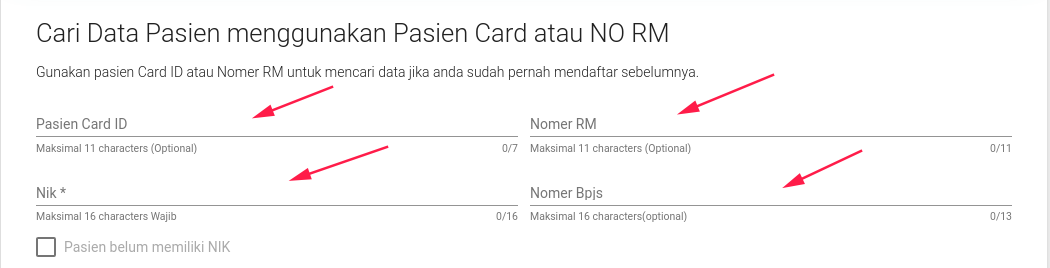 Cari Data Pasien menggunakan Pasien Card atau NO RM
Gunakan pasien Card ID atau Nomer RM untuk mencari data jika anda sudah pernah mendaftar sebelumnya.
Pasien Card ID
Maksimal 11 characters (Optional) 0/7
Nomer RM
Maksimal 11 characters (Optional) 0/11
Nik *
Maksimal 16 characters Wajib 0/16
Nomer Bpjs
Maksimal 16 characters(optional) 0/13
Pasien belum memiliki NIK